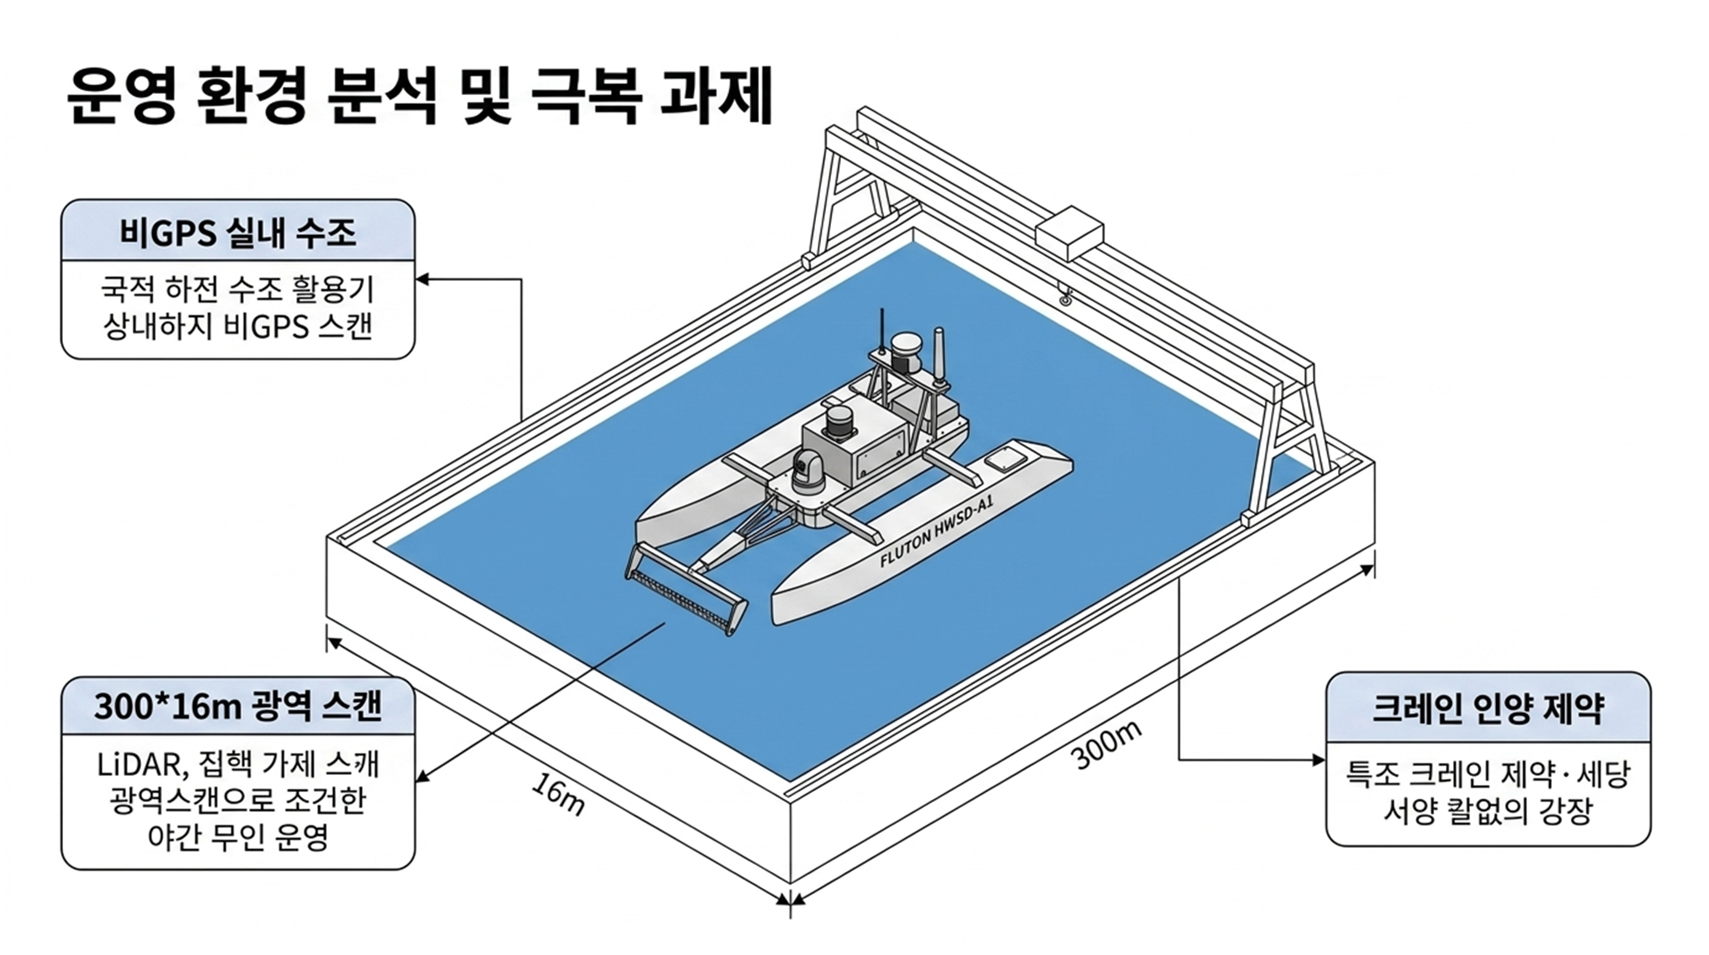 운영 환경 분석 및 극복 과제
비GPS 실내 수조
국적 하전 수조 활용기
상내하지 비GPS 스캔
FLUTON HWSD-A1
300*16m 광역 스캔
LiDAR, 집핵 가제 스캐
광역스캔으로 조건한
야간 무인 운영
16m
300m
크레인 인양 제약
특조 크레인 제약·세당
서양 칼없의 강장